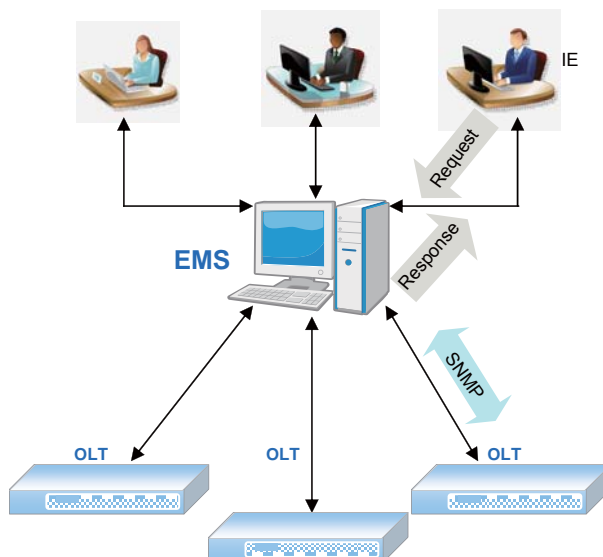 IE
Request
EMS
Response
SNMP
OLT
OLT
OLT